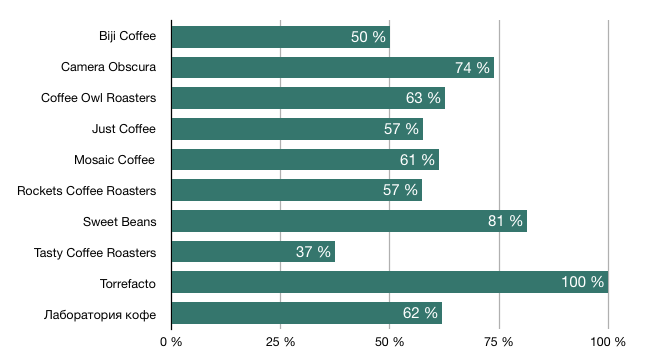 Biji Coffee 50 %
Camera Obscura 74 %
Coffee Owl Roasters 63 %
Just Coffee 57 %
Mosaic Coffee 61 %
Rockets Coffee Roasters 57 %
Sweet Beans 81 %
Tasty Coffee Roasters 37 %
Torrefacto 100 %
Лаборатория кофе 62 %
0 % 25 % 50 % 75 % 100 %